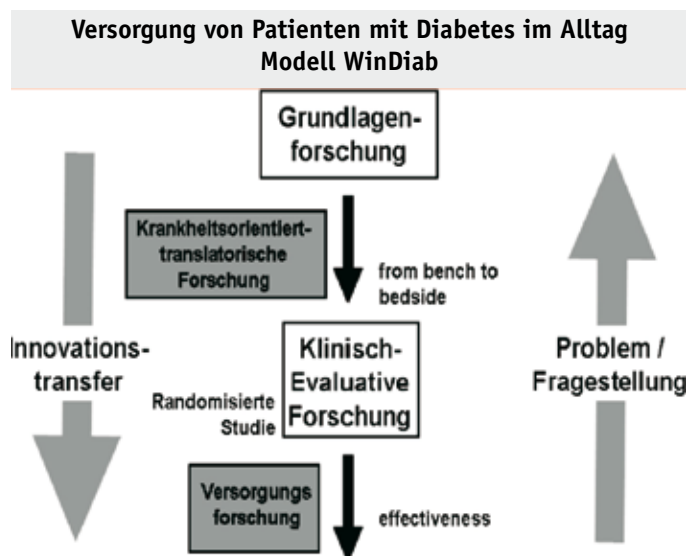 Versorgung von Patienten mit Diabetes im Alltag
Modell WinDiab
Grundlagen-
forschung
Krankheitsorientiert-
translatorische
Forschung
from bench to
bedside
Innovations-
transfer
Klinisch-
Evaluative
Forschung
Randomisierte
Studie
Problem /
Fragestellung
Versorgungs
forschung
effectiveness